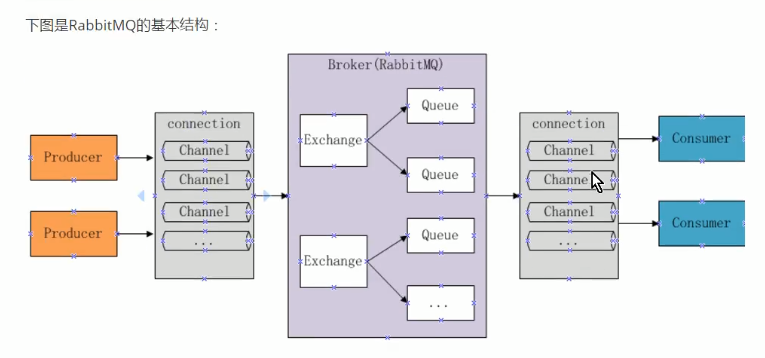 下图是RabbitMQ的基本结构：
Broker(RabbitMQ)
Producer
Producer
connection
Channel
Channel
Channel
...
Exchange
Queue
Queue
Exchange
Queue
...
connection
Channel
Channel
Channel
...
Consumer
Consumer